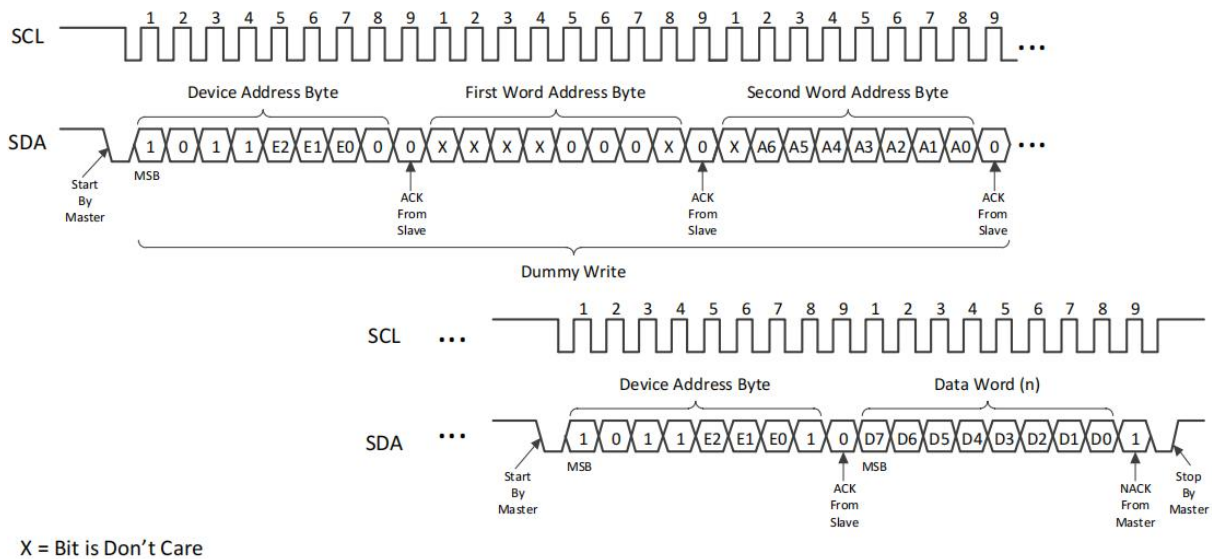 1 2 3 4 5 6 7 8 9 1 2 3 4 5 6 7 8 9 1 2 3 4 5 6 7 8 9
SCL ...
Device Address Byte First Word Address Byte Second Word Address Byte
SDA 1 0 1 1 E2 E1 E0 0 0 X X X X 0 0 0 X 0 X A6 A5 A4 A3 A2 A1 A0 0 ...
MSB
Start
By
Master
ACK
From
Slave
ACK
From
Slave
ACK
From
Slave
Dummy Write
1 2 3 4 5 6 7 8 9 1 2 3 4 5 6 7 8 9
SCL ...
Device Address Byte Data Word (n)
SDA ... 1 0 1 1 E2 E1 E0 1 0 D7 D6 D5 D4 D3 D2 D1 D0 1
MSB MSB
Start
By
Master
ACK
From
Slave
NACK
From
Master
Stop
By
Master
X = Bit is Don't Care